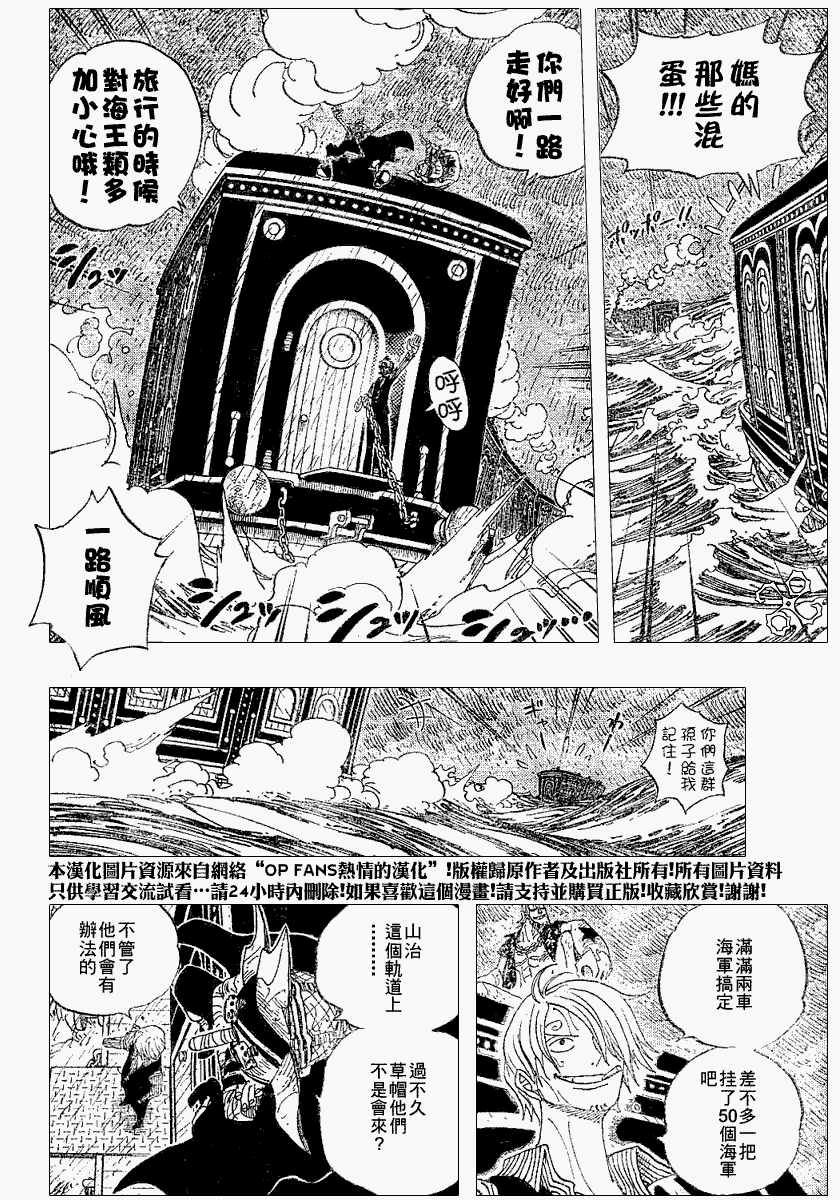 媽的
那些混
蛋!!!
ポッポー!!
你們一路
走好啊!
旅行的時候
對海王類多
加小心哦!
呼
呼
一路順風
你們這群
孫子給我
記住!
本漢化圖片資源來自網絡“OP FANS熱情的漢化”!版權歸原作者及出版社所有!所有圖片資料
只供學習交流試看…請24小時內刪除!如果喜歡這個漫畫!請支持並購買正版!收藏欣賞!謝謝!
滿滿兩車
海軍搞定
差不多一把
挂了50個海軍
吧
山治
這個軌道上
………
過不久
草帽他們
不是會來?
不管了
他們會有
辦法的